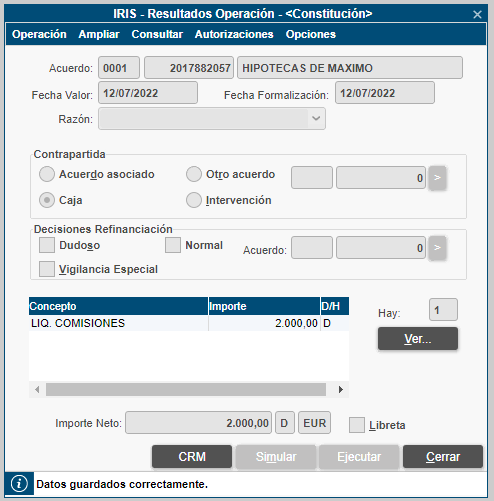 IRIS - Resultados Operación - <Constitución>
Operación Ampliar Consultar Autorizaciones Opciones
Acuerdo: 0001 2017882057 HIPOTECAS DE MAXIMO
Fecha Valor: 12/07/2022 Fecha Formalización: 12/07/2022
Razón:
Contrapartida
Acuerdo asociado Otro acuerdo 0 >
Caja Intervención
Decisiones Refinanciación
Dudoso Normal Acuerdo: 0 >
Vigilancia Especial
Concepto Importe D/H
LIQ. COMISIONES 2.000,00 D
Hay: 1
Ver...
Importe Neto: 2.000,00 D EUR Libreta
CRM Simular Ejecutar Cerrar
Datos guardados correctamente.